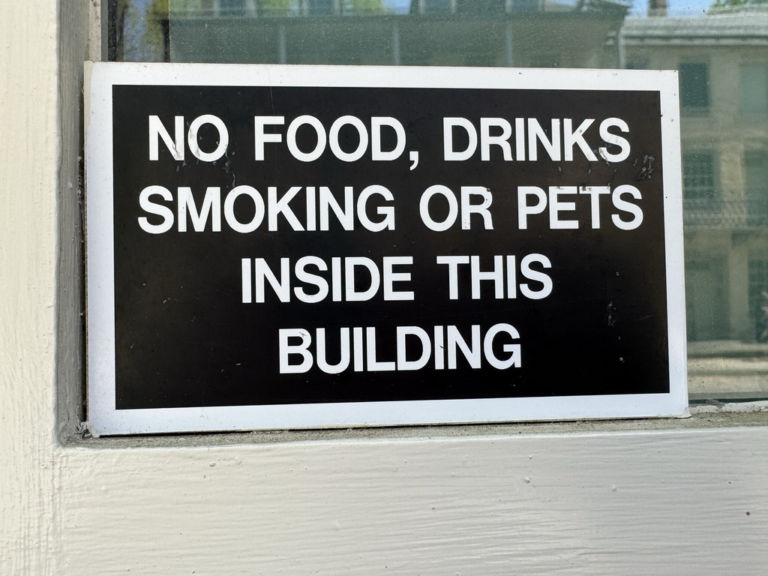 NO FOOD, DRINKS
SMOKING OR PETS
INSIDE THIS
BUILDING